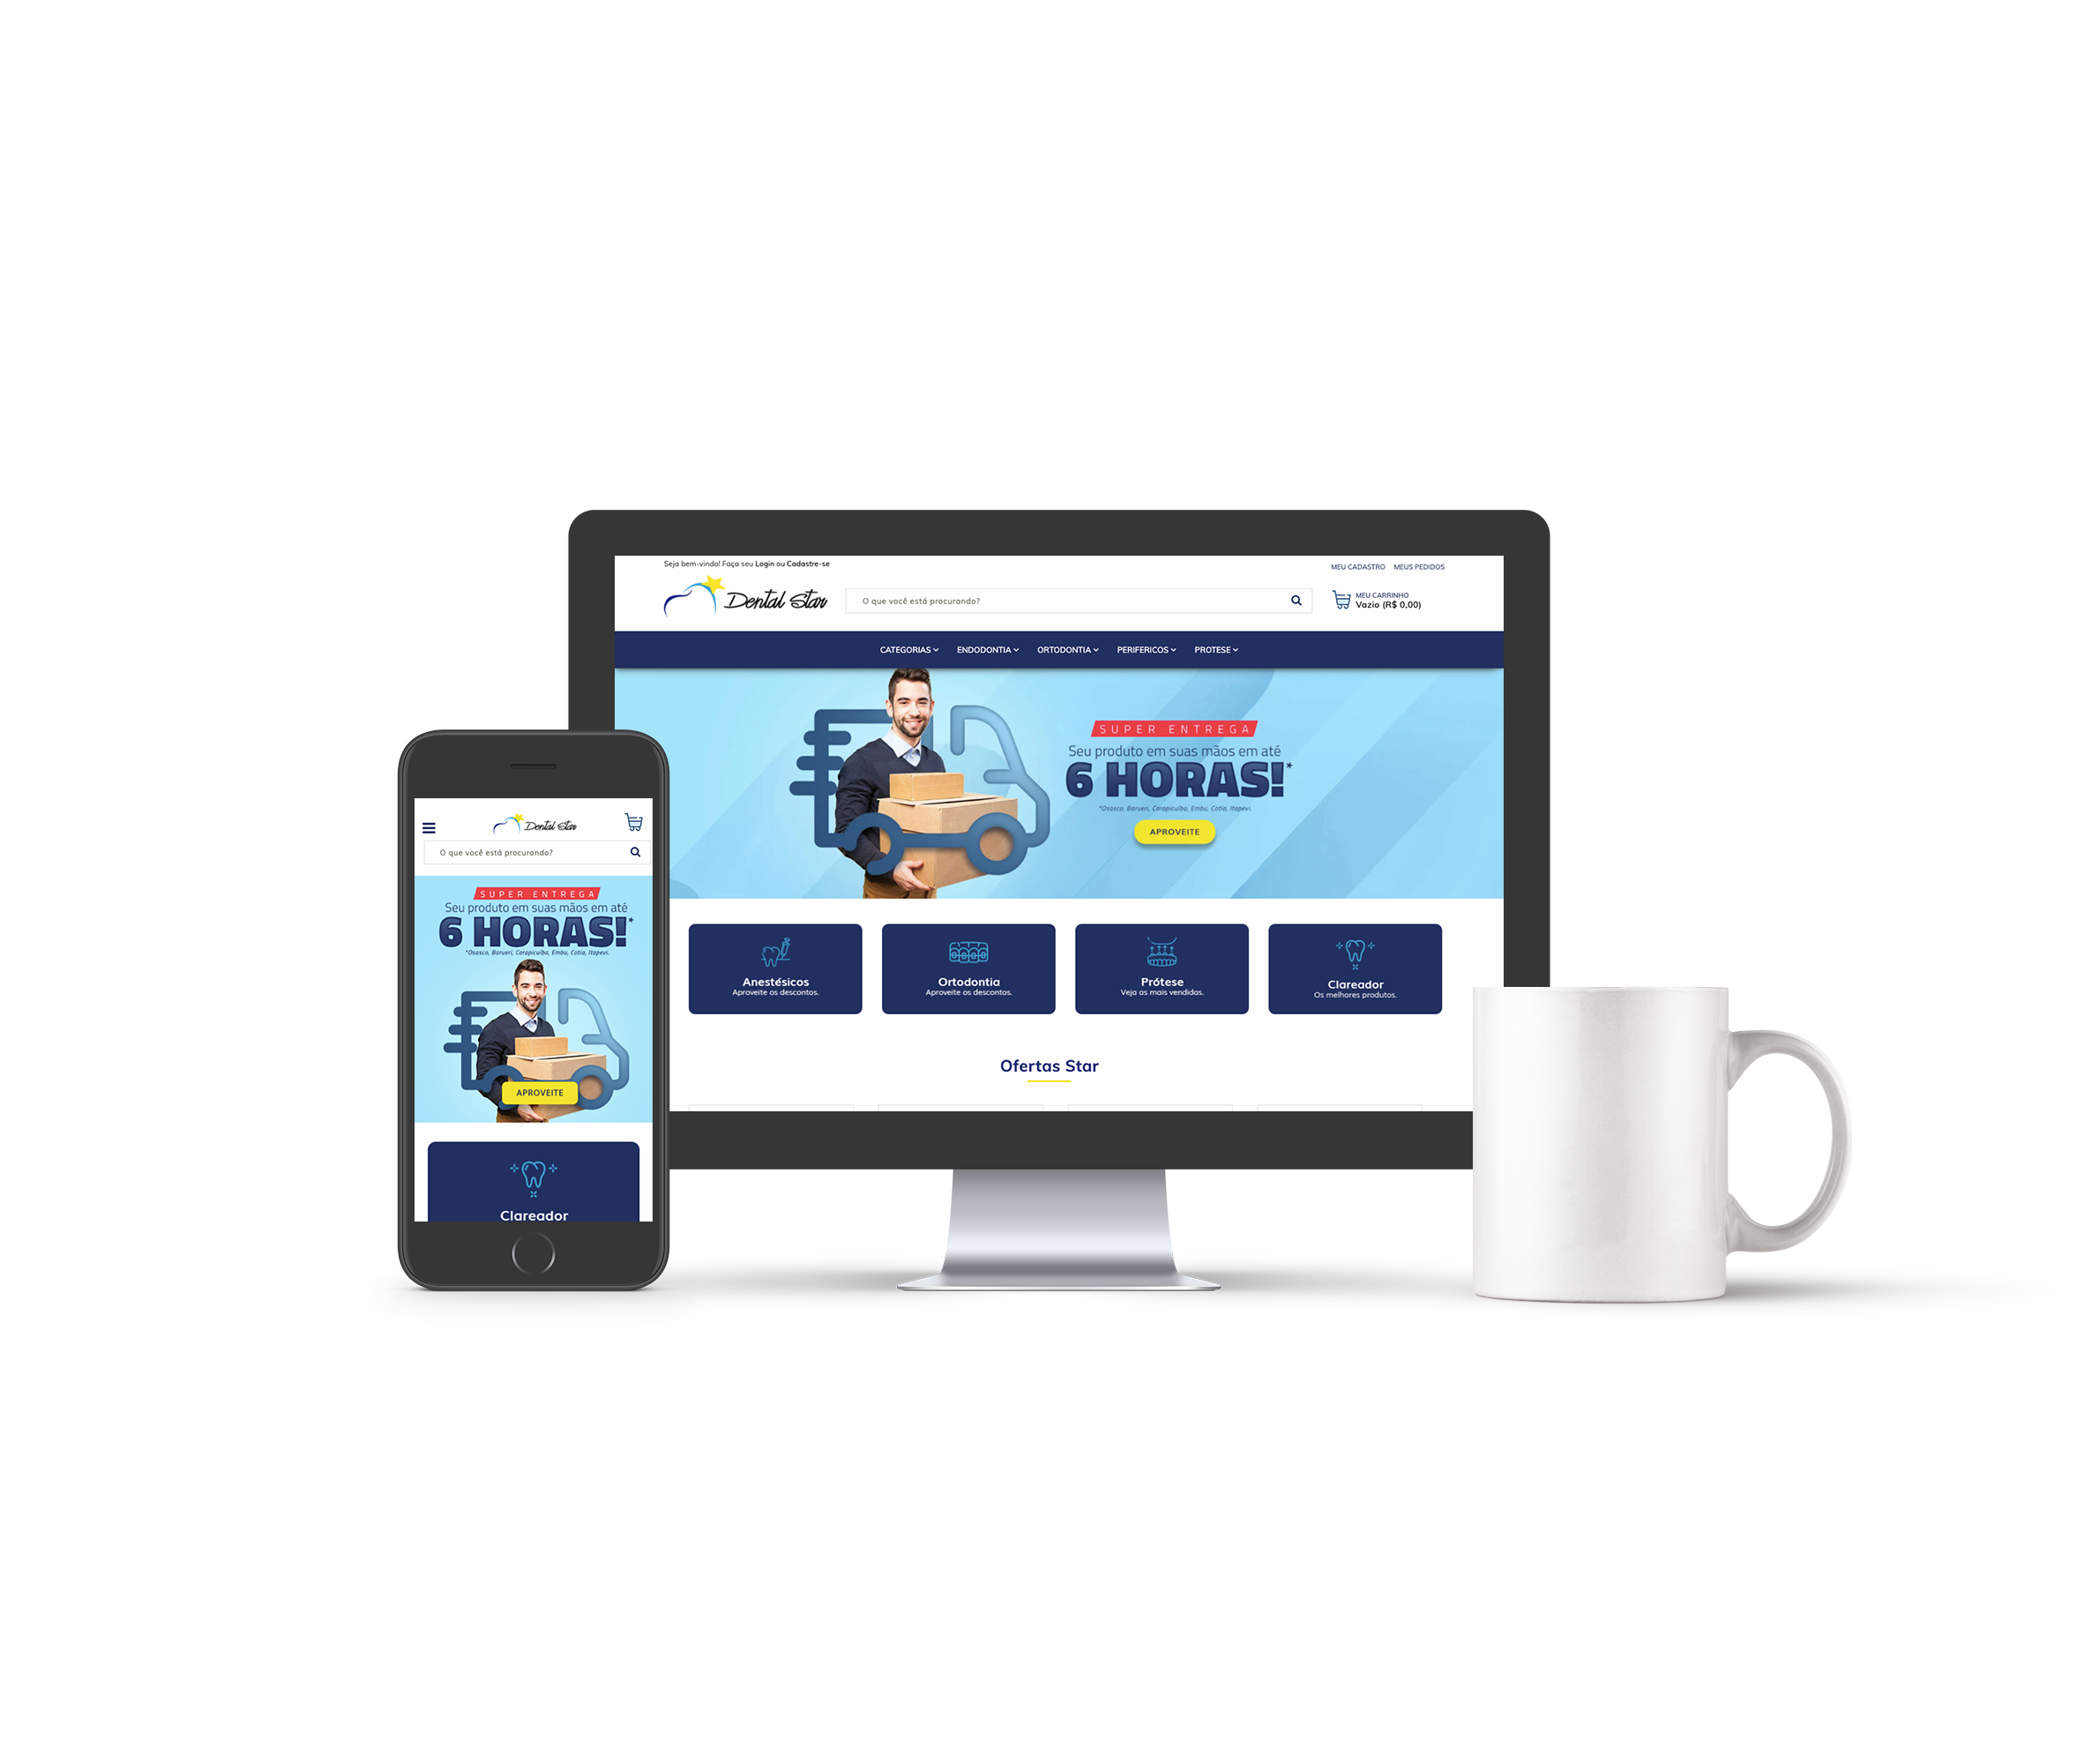 Seja bem-vindo! Faça seu Login ou Cadastre-se
MEU CADASTRO MEUS PEDIDOS
Dental Star
O que você está procurando?
MEU CARRINHO
Vazio (R$ 0,00)
CATEGORIAS ENDODONTIA ORTODONTIA PERIFERICOS PROTESE
SUPER ENTREGA
Seu produto em suas mãos em até
6 HORAS!*
*Osasco, Barueri, Carapicuíba, Embu, Cotia, Itapevi.
APROVEITE
Anestésicos
Aproveite os descontos.
Ortodontia
Aproveite os descontos.
Prótese
Veja as mais vendidas.
Clareador
Os melhores produtos.
Ofertas Star
Dental Star
O que você está procurando?
SUPER ENTREGA
Seu produto em suas mãos em até
6 HORAS!*
*Osasco, Barueri, Carapicuíba, Embu, Cotia, Itapevi.
APROVEITE
Clareador